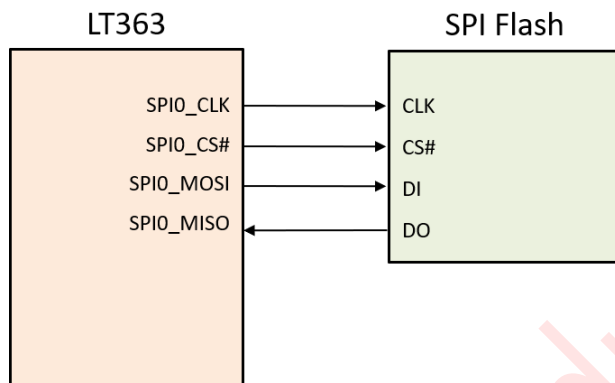 LT363
SPI Flash
SPI0_CLK
CLK
SPI0_CS#
CS#
SPI0_MOSI
DI
SPI0_MISO
DO